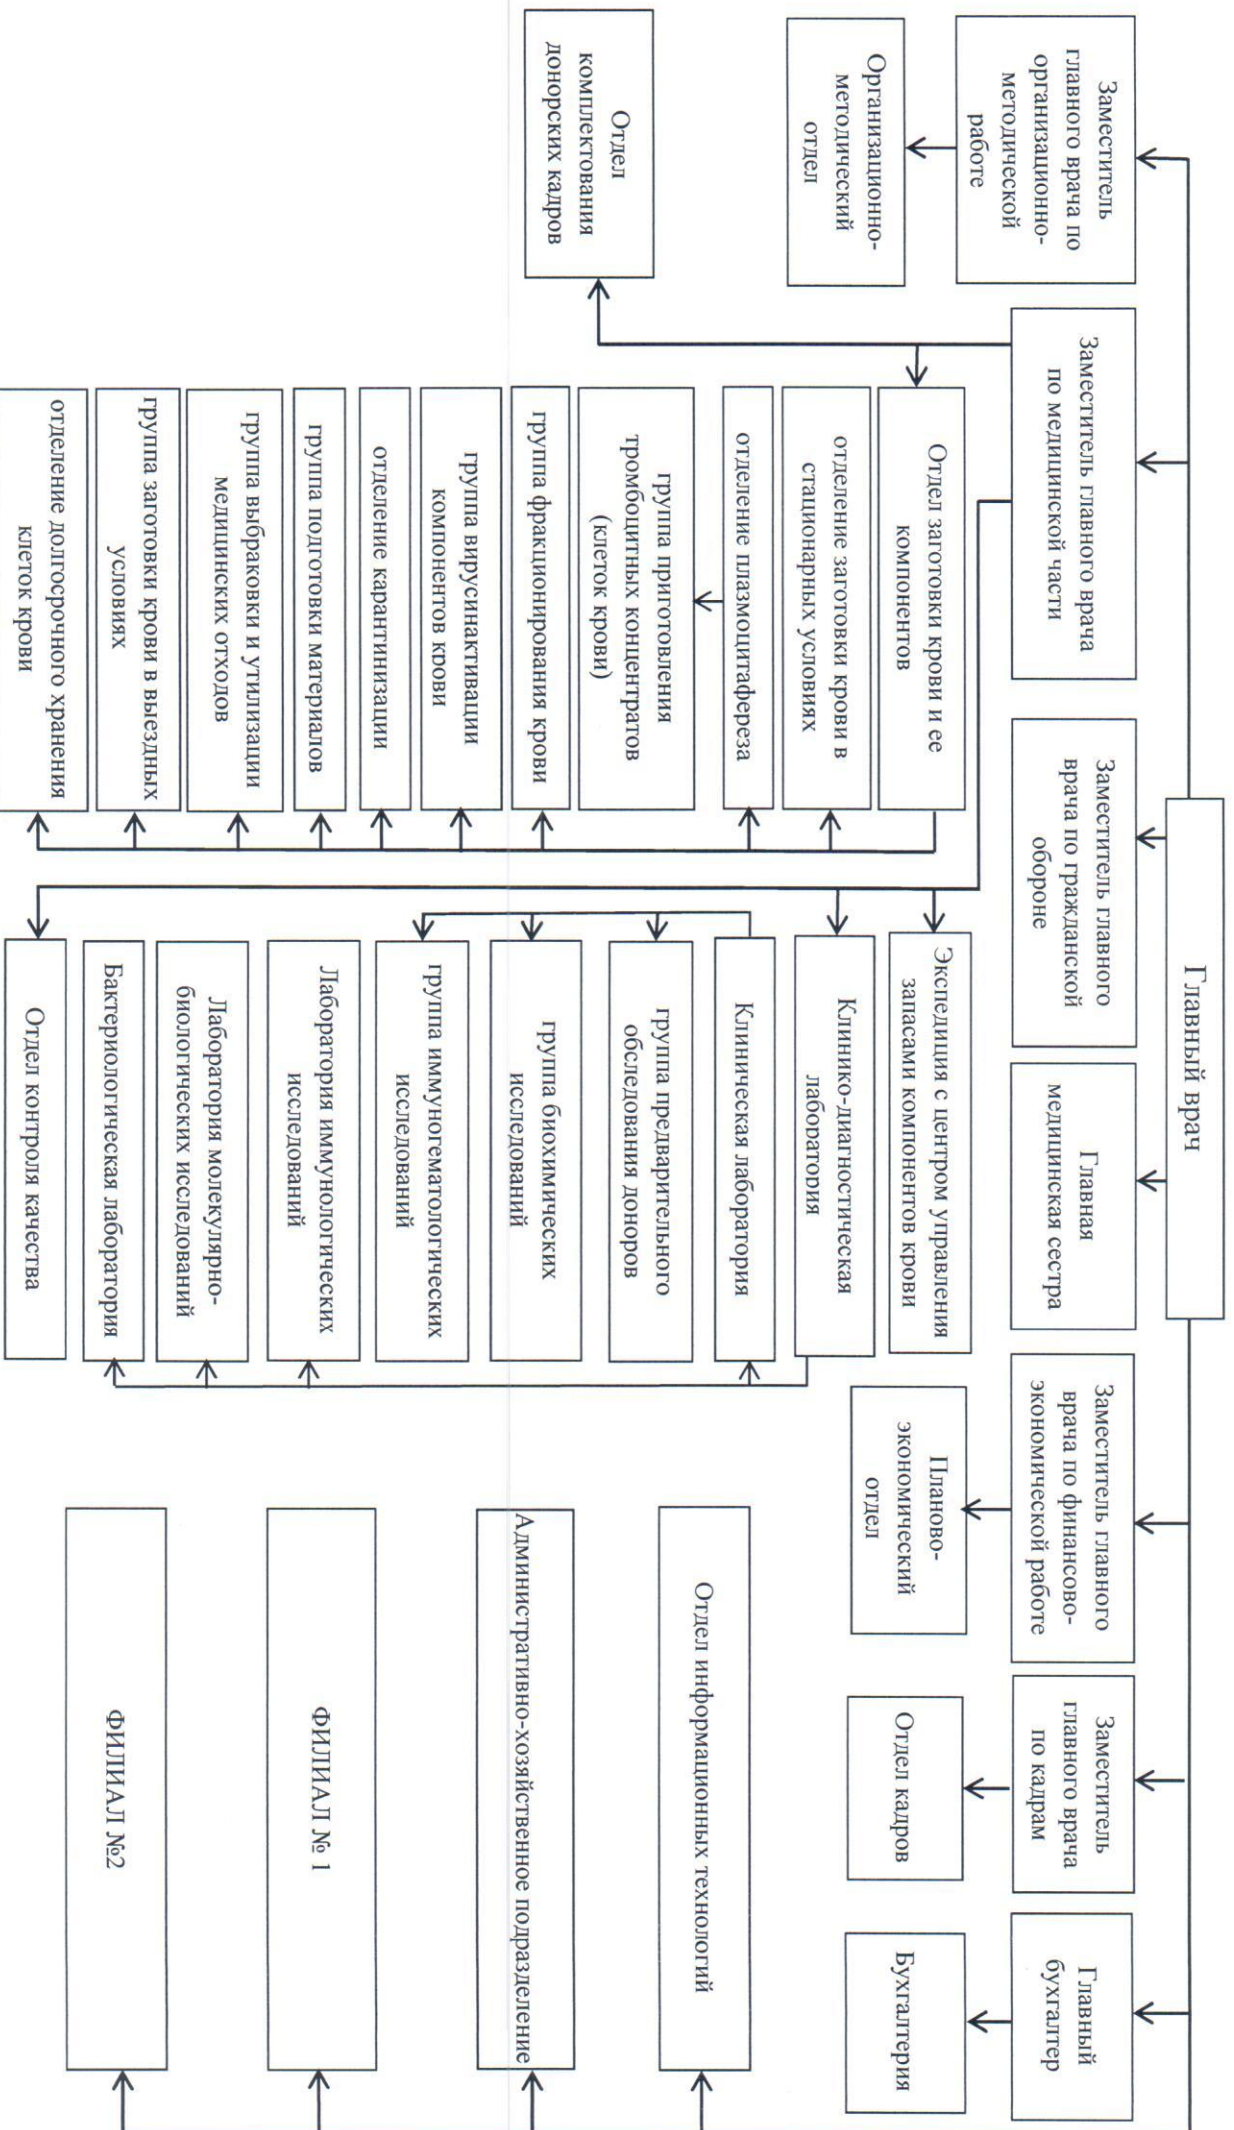 Главный врач
Заместитель
главного врача по
организационно-
методической
работе
Заместитель главного врача
по медицинской части
Заместитель главного
врача по гражданской
обороне
Главная
медицинская сестра
Заместитель главного
врача по финансово-
экономической работе
Заместитель
главного врача
по кадрам
Главный
бухгалтер
Организационно-
методический
отдел
Отдел
комплектования
донорских кадров
Отдел заготовки крови и ее
компонентов
отделение заготовки крови в
стационарных условиях
отделение плазмоцитафереза
группа приготовления
тромбоцитных концентратов
(клеток крови)
группа фракционирования крови
группа вирусинактивации
компонентов крови
отделение карантинизации
группа подготовки материалов
группа выбраковки и утилизации
медицинских отходов
группа заготовки крови в выездных
условиях
отделение долгосрочного хранения
клеток крови
Экспедиция с центром управления
запасами компонентов крови
Клинико-диагностическая
лаборатория
Клиническая лаборатория
группа предварительного
обследования доноров
группа биохимических
исследований
группа иммуногематологических
исследований
Лаборатория иммунологических
исследований
Лаборатория молекулярно-
биологических исследований
Бактериологическая лаборатория
Отдел контроля качества
Планово-
экономический
отдел
Отдел кадров
Бухгалтерия
Отдел информационных технологий
Административно-хозяйственное подразделение
ФИЛИАЛ № 1
ФИЛИАЛ №2